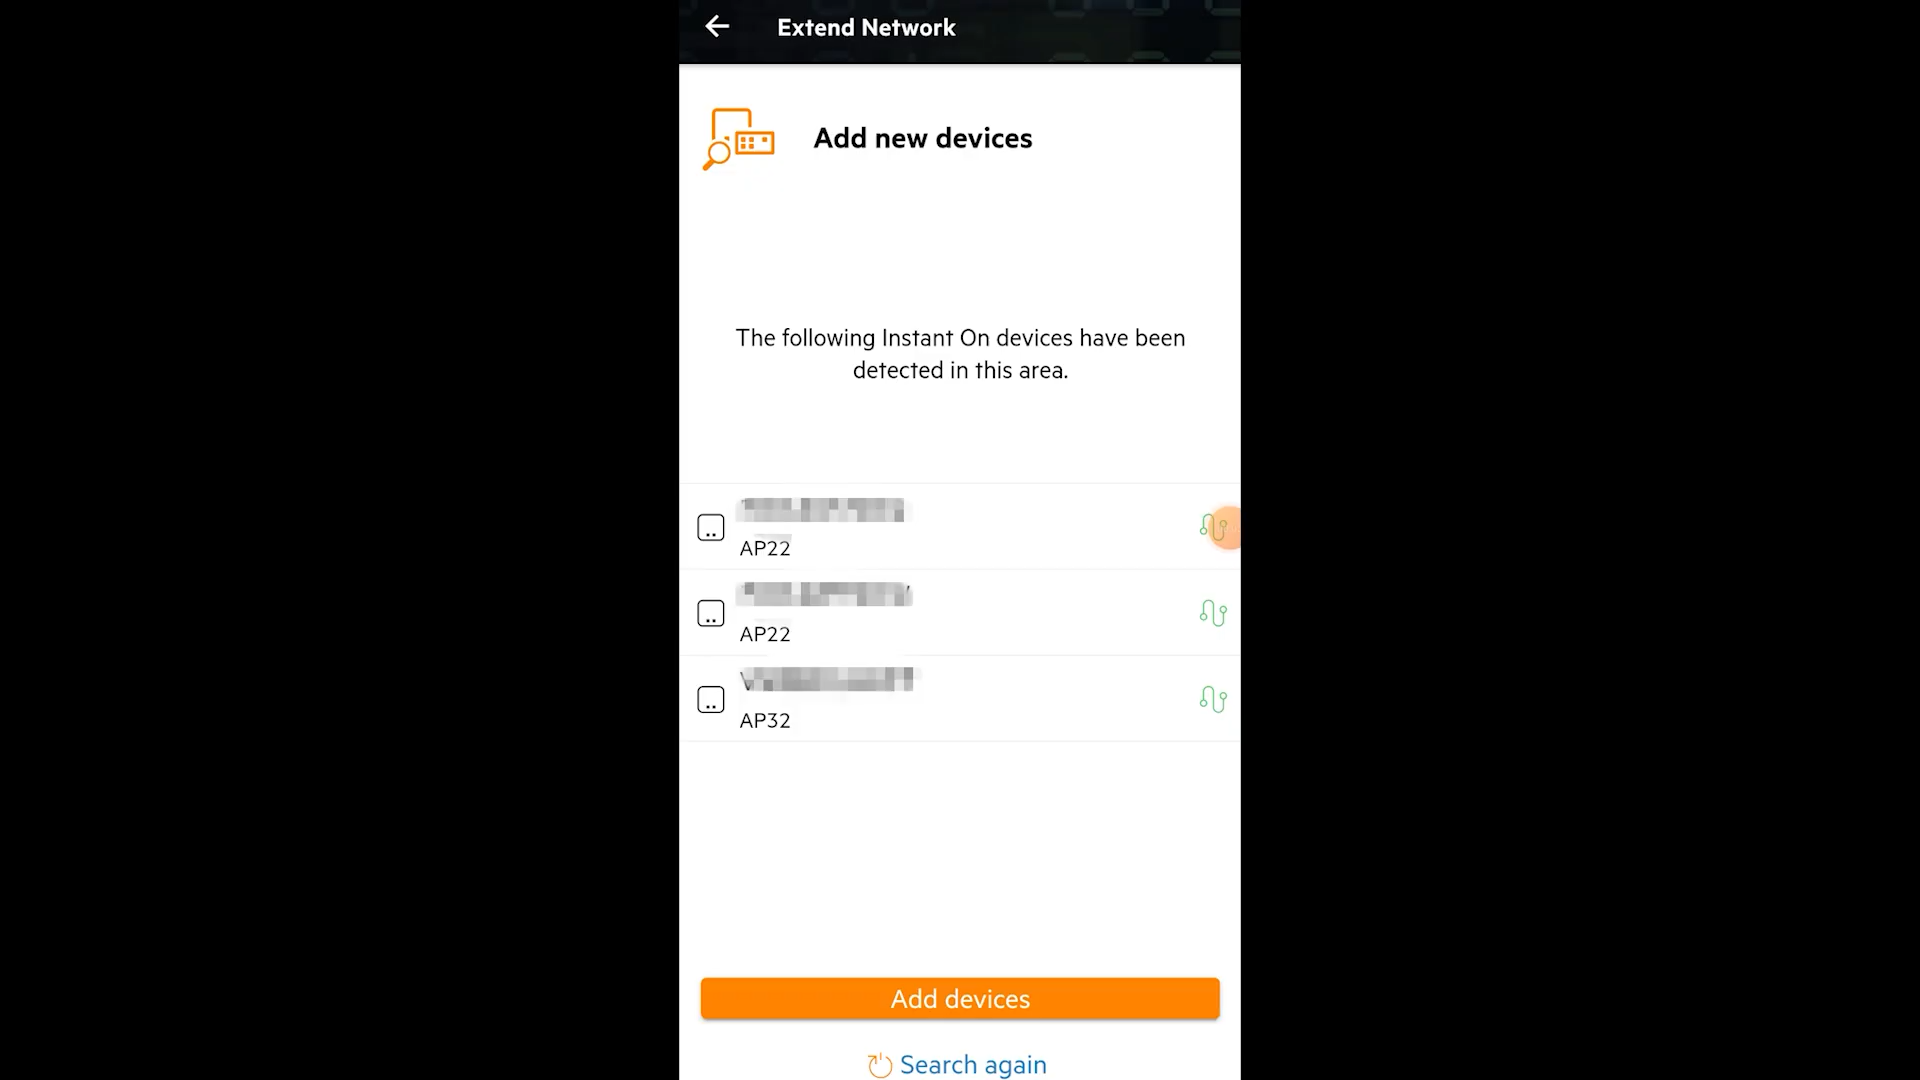 Extend Network
Add new devices
The following Instant On devices have been
detected in this area.
AP22
AP22
AP32
Add devices
Search again